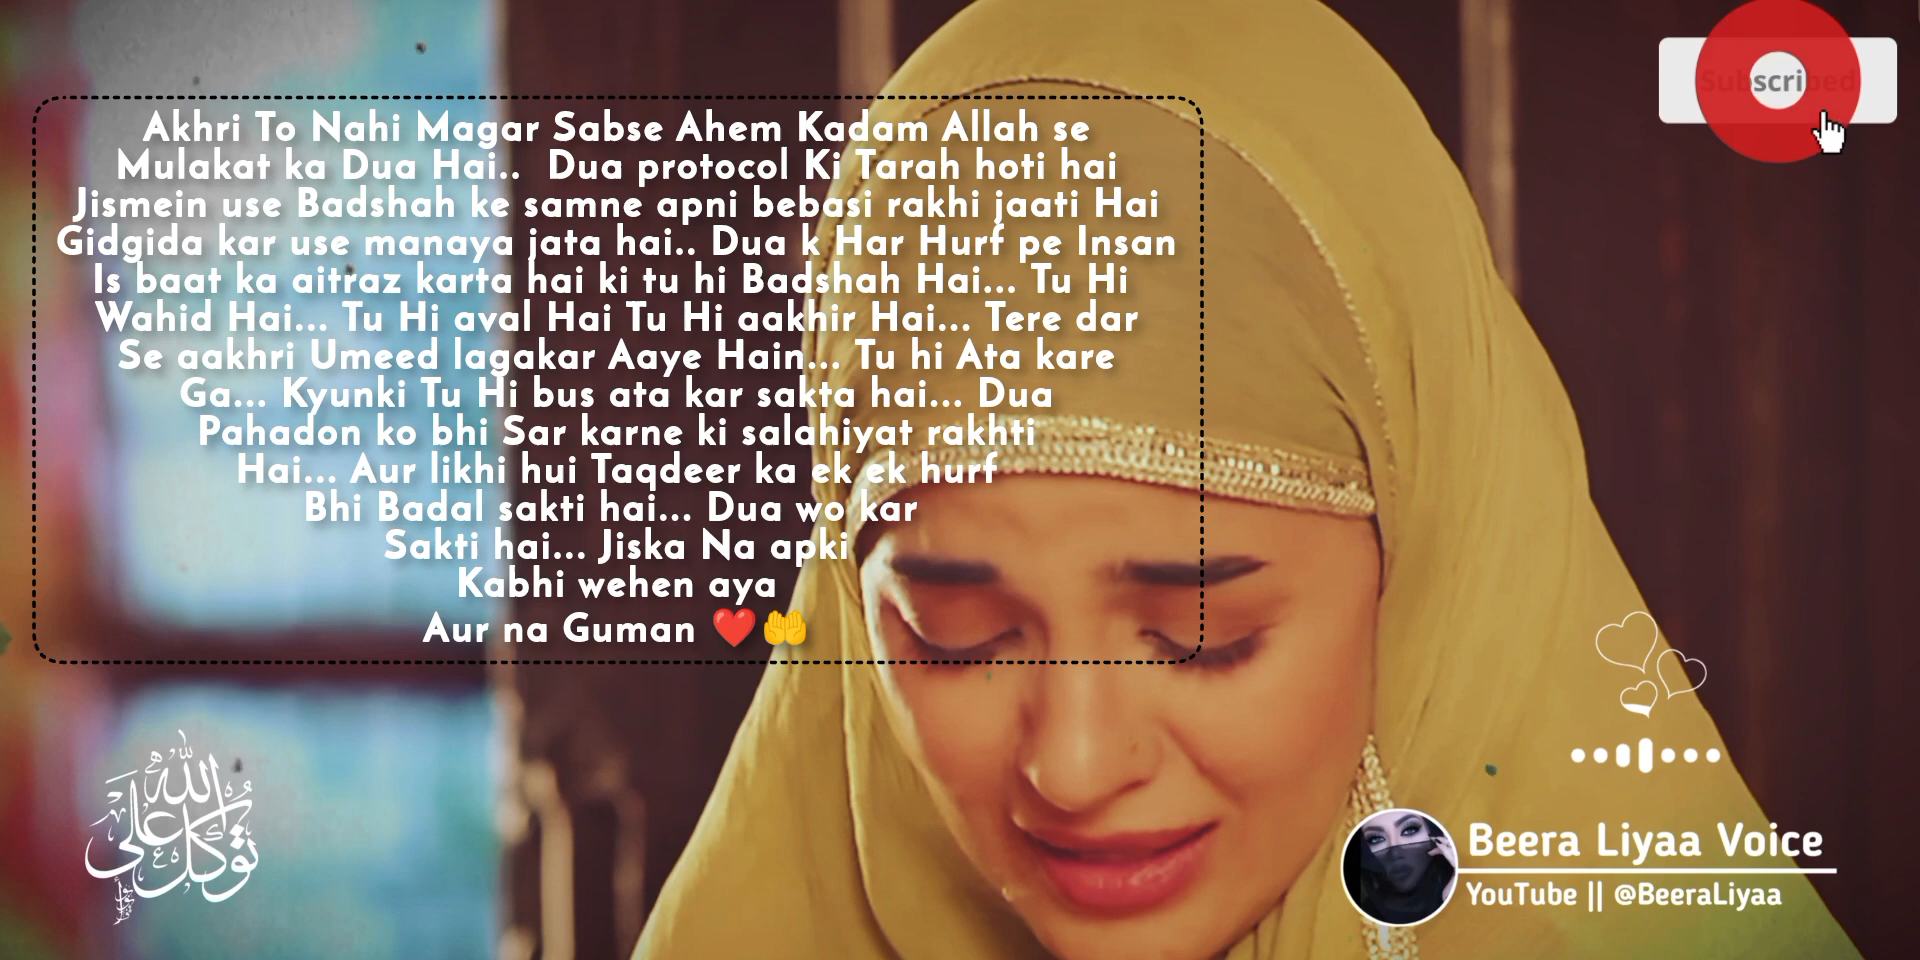 Akhri To Nahi Magar Sabse Ahem Kadam Allah se
Mulakat ka Dua Hai.. Dua protocol Ki Tarah hoti hai
Jismein use Badshah ke samne apni bebasi rakhi jaati Hai
Gidgida kar use manaya jata hai.. Dua k Har Hurf pe Insan
Is baat ka aitraz karta hai ki tu hi Badshah Hai... Tu Hi
Wahid Hai... Tu Hi aval Hai Tu Hi aakhir Hai... Tere dar
Se aakhri Umeed lagakar Aaye Hain... Tu hi Ata kare
Ga... Kyunki Tu Hi bus ata kar sakta hai... Dua
Pahadon ko bhi Sar karne ki salahiyat rakhti
Hai... Aur likhi hui Taqdeer ka ek ek hurf
Bhi Badal sakti hai... Dua wo kar
Sakti hai... Jiska Na apki
Kabhi wehen aya
Aur na Guman ❤️🤲
Subscribed
توكل على الله
Beera Liyaa Voice
YouTube || @BeeraLiyaa